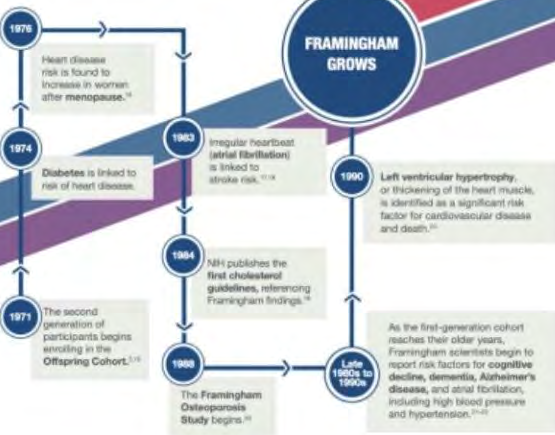 FRAMINGHAM
GROWS
1976
Heart disease
risk is found to
increase in women
after menopause.
1974
Diabetes is linked to
risk of heart disease.
1971
The second
generation of
participants begins
enrolling in the
Offspring Cohort.
1983
Irregular heartbeat
(atrial fibrillation)
is linked to
stroke risk.
1984
NIH publishes the
first cholesterol
guidelines, referencing
Framingham findings.
1988
The Framingham
Osteoporosis
Study begins.
Late
1980s to
1990s
As the first-generation cohort
reaches their older years,
Framingham scientists begin to
report risk factors for cognitive
decline, dementia, Alzheimer's
disease, and atrial fibrillation,
including high blood pressure
and hypertension.
1990
Left ventricular hypertrophy,
or thickening of the heart muscle,
is identified as a significant risk
factor for cardiovascular disease
and death.